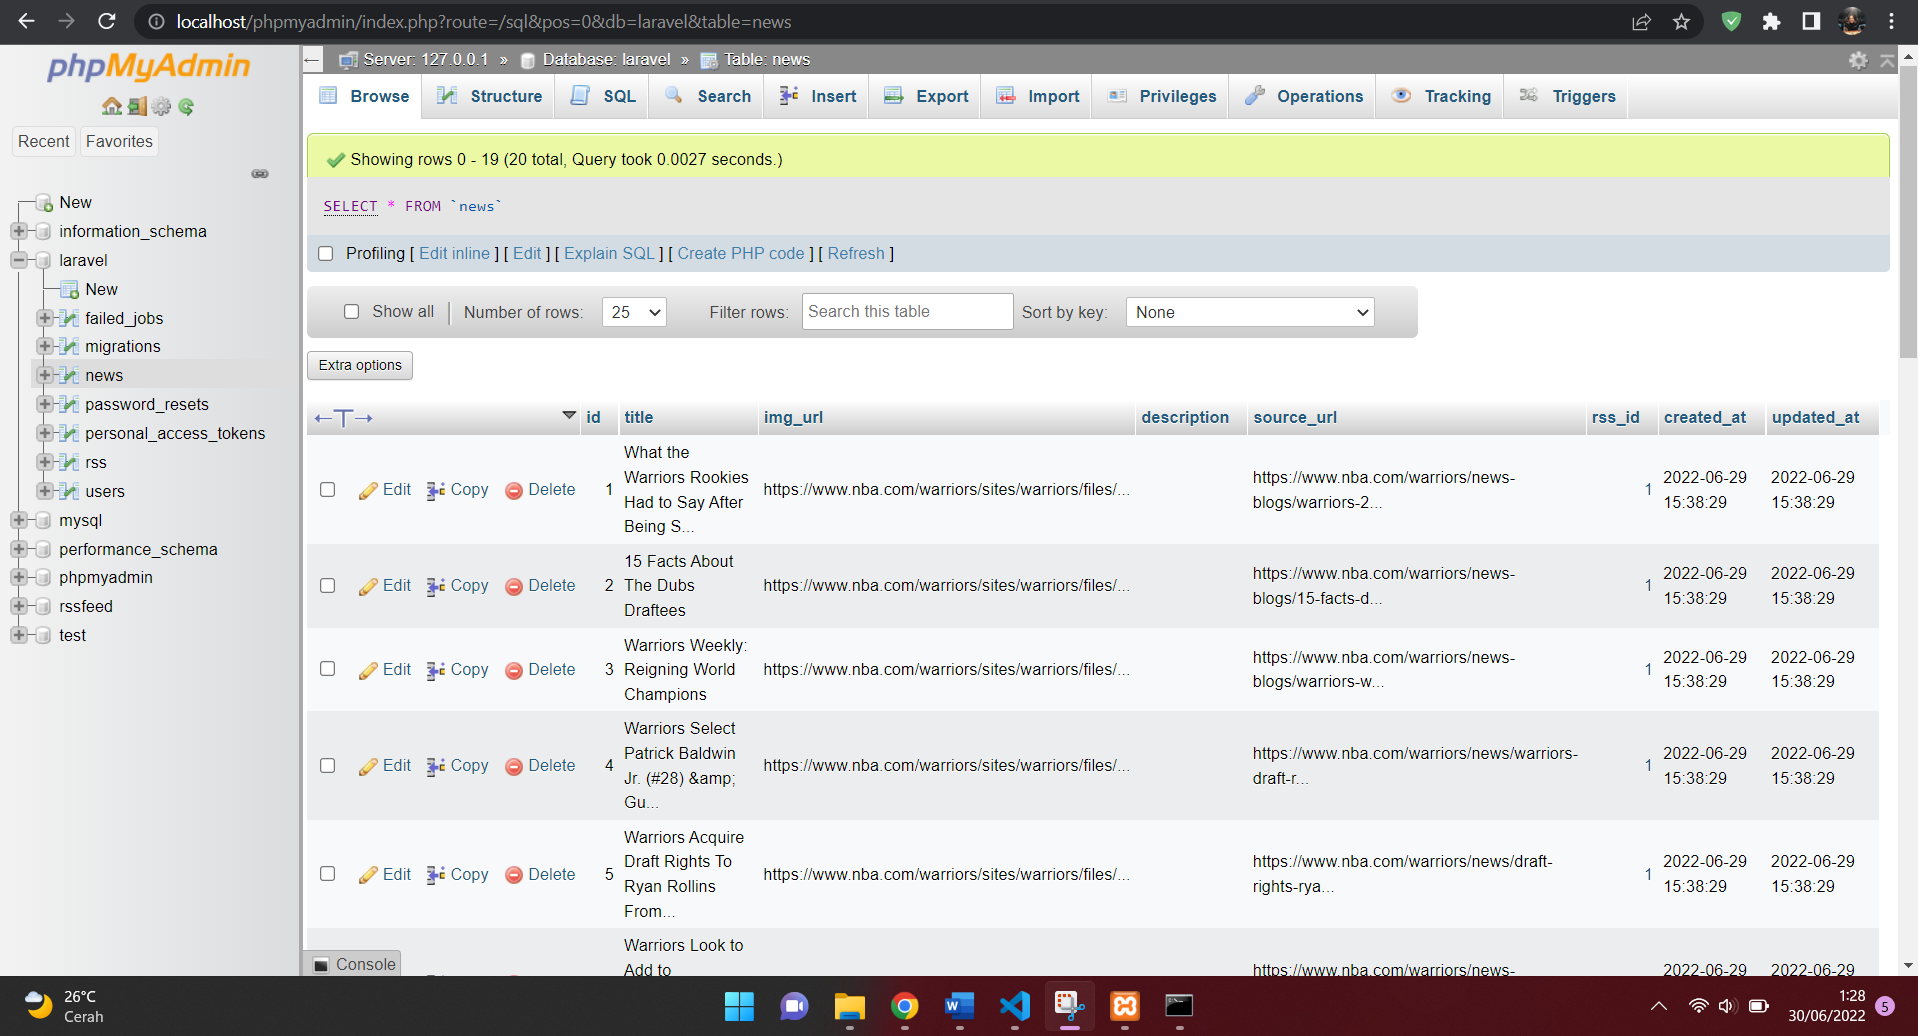 localhost/phpmyadmin/index.php?route=/sql&pos=0&db=laravel&table=news
phpMyAdmin
Recent Favorites
New
information_schema
laravel
New
failed_jobs
migrations
news
password_resets
personal_access_tokens
rss
users
mysql
performance_schema
phpmyadmin
rssfeed
test
Server: 127.0.0.1 » Database: laravel » Table: news
Browse Structure SQL Search Insert Export Import Privileges Operations Tracking Triggers
Showing rows 0 - 19 (20 total, Query took 0.0027 seconds.)
SELECT * FROM `news`
Profiling [ Edit inline ] [ Edit ] [ Explain SQL ] [ Create PHP code ] [ Refresh ]
Show all Number of rows: 25 Filter rows: Search this table Sort by key: None
Extra options
←T→ id title img_url description source_url rss_id created_at updated_at
Edit Copy Delete 1
What the
Warriors Rookies
Had to Say After
Being S...
https://www.nba.com/warriors/sites/warriors/files/...
https://www.nba.com/warriors/news-
blogs/warriors-2...
1
2022-06-29
15:38:29
2022-06-29
15:38:29
Edit Copy Delete 2
15 Facts About
The Dubs
Draftees
https://www.nba.com/warriors/sites/warriors/files/...
https://www.nba.com/warriors/news-
blogs/15-facts-d...
1
2022-06-29
15:38:29
2022-06-29
15:38:29
Edit Copy Delete 3
Warriors Weekly:
Reigning World
Champions
https://www.nba.com/warriors/sites/warriors/files/...
https://www.nba.com/warriors/news-
blogs/warriors-w...
1
2022-06-29
15:38:29
2022-06-29
15:38:29
Edit Copy Delete 4
Warriors Select
Patrick Baldwin
Jr. (#28) &amp;
Gu...
https://www.nba.com/warriors/sites/warriors/files/...
https://www.nba.com/warriors/news/warriors-
draft-r...
1
2022-06-29
15:38:29
2022-06-29
15:38:29
Edit Copy Delete 5
Warriors Acquire
Draft Rights To
Ryan Rollins
From...
https://www.nba.com/warriors/sites/warriors/files/...
https://www.nba.com/warriors/news/draft-
rights-rya...
1
2022-06-29
15:38:29
2022-06-29
15:38:29
Warriors Look to
Add to
https://www.nba.com/warriors/news-
2022-06-29
2022-06-29
Console
26°C
Cerah
1:28
30/06/2022
5